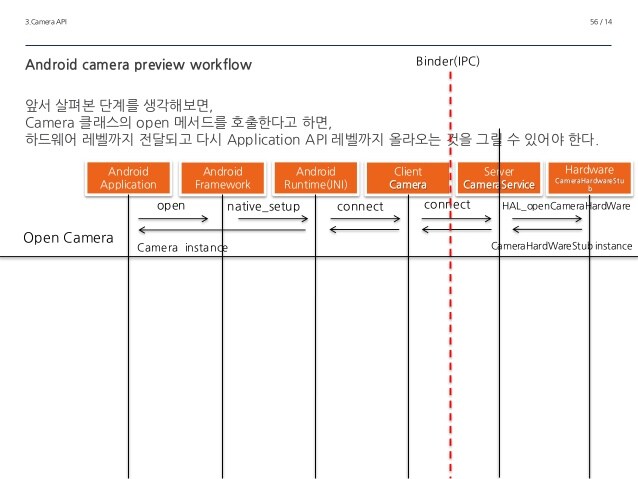 3.Camera API
56 / 14
Android camera preview workflow
Binder(IPC)
앞서 살펴본 단계를 생각해보면,
Camera 클래스의 open 메서드를 호출한다고 하면,
하드웨어 레벨까지 전달되고 다시 Application API 레벨까지 올라오는 것을 그릴 수 있어야 한다.
Android
Application
Android
Framework
Android
Runtime(JNI)
Client
Camera
Server
CameraService
Hardware
CameraHardwareStu
b
open
native_setup
connect
connect
HAL_openCameraHardWare
Open Camera
Camera instance
CameraHardWareStub instance